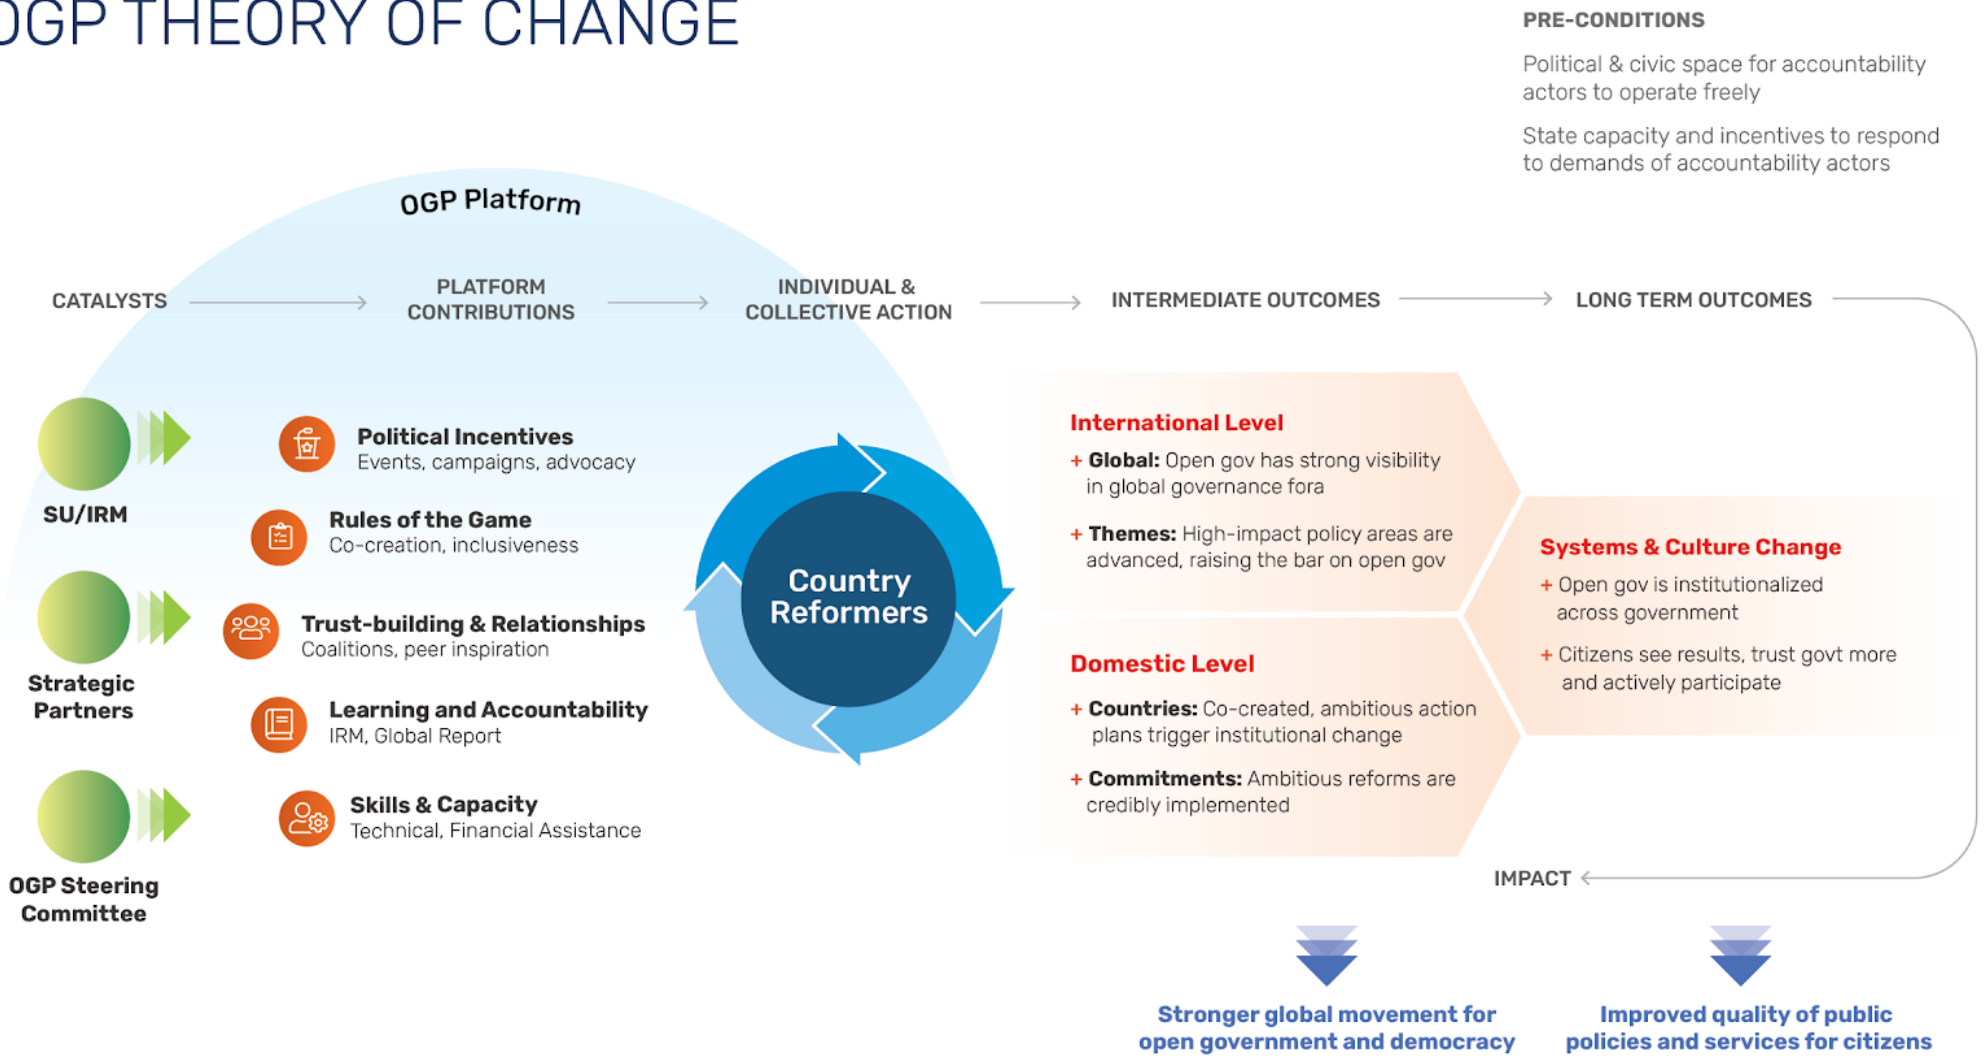 OGP THEORY OF CHANGE
PRE-CONDITIONS
Political & civic space for accountability
actors to operate freely
State capacity and incentives to respond
to demands of accountability actors
OGP Platform
CATALYSTS
PLATFORM
CONTRIBUTIONS
INDIVIDUAL &
COLLECTIVE ACTION
INTERMEDIATE OUTCOMES
LONG TERM OUTCOMES
SU/IRM
Strategic
Partners
OGP Steering
Committee
Political Incentives
Events, campaigns, advocacy
Rules of the Game
Co-creation, inclusiveness
Trust-building & Relationships
Coalitions, peer inspiration
Learning and Accountability
IRM, Global Report
Skills & Capacity
Technical, Financial Assistance
Country
Reformers
International Level
+ Global: Open gov has strong visibility
in global governance fora
+ Themes: High-impact policy areas are
advanced, raising the bar on open gov
Domestic Level
+ Countries: Co-created, ambitious action
plans trigger institutional change
+ Commitments: Ambitious reforms are
credibly implemented
Systems & Culture Change
+ Open gov is institutionalized
across government
+ Citizens see results, trust govt more
and actively participate
IMPACT
Stronger global movement for
open government and democracy
Improved quality of public
policies and services for citizens